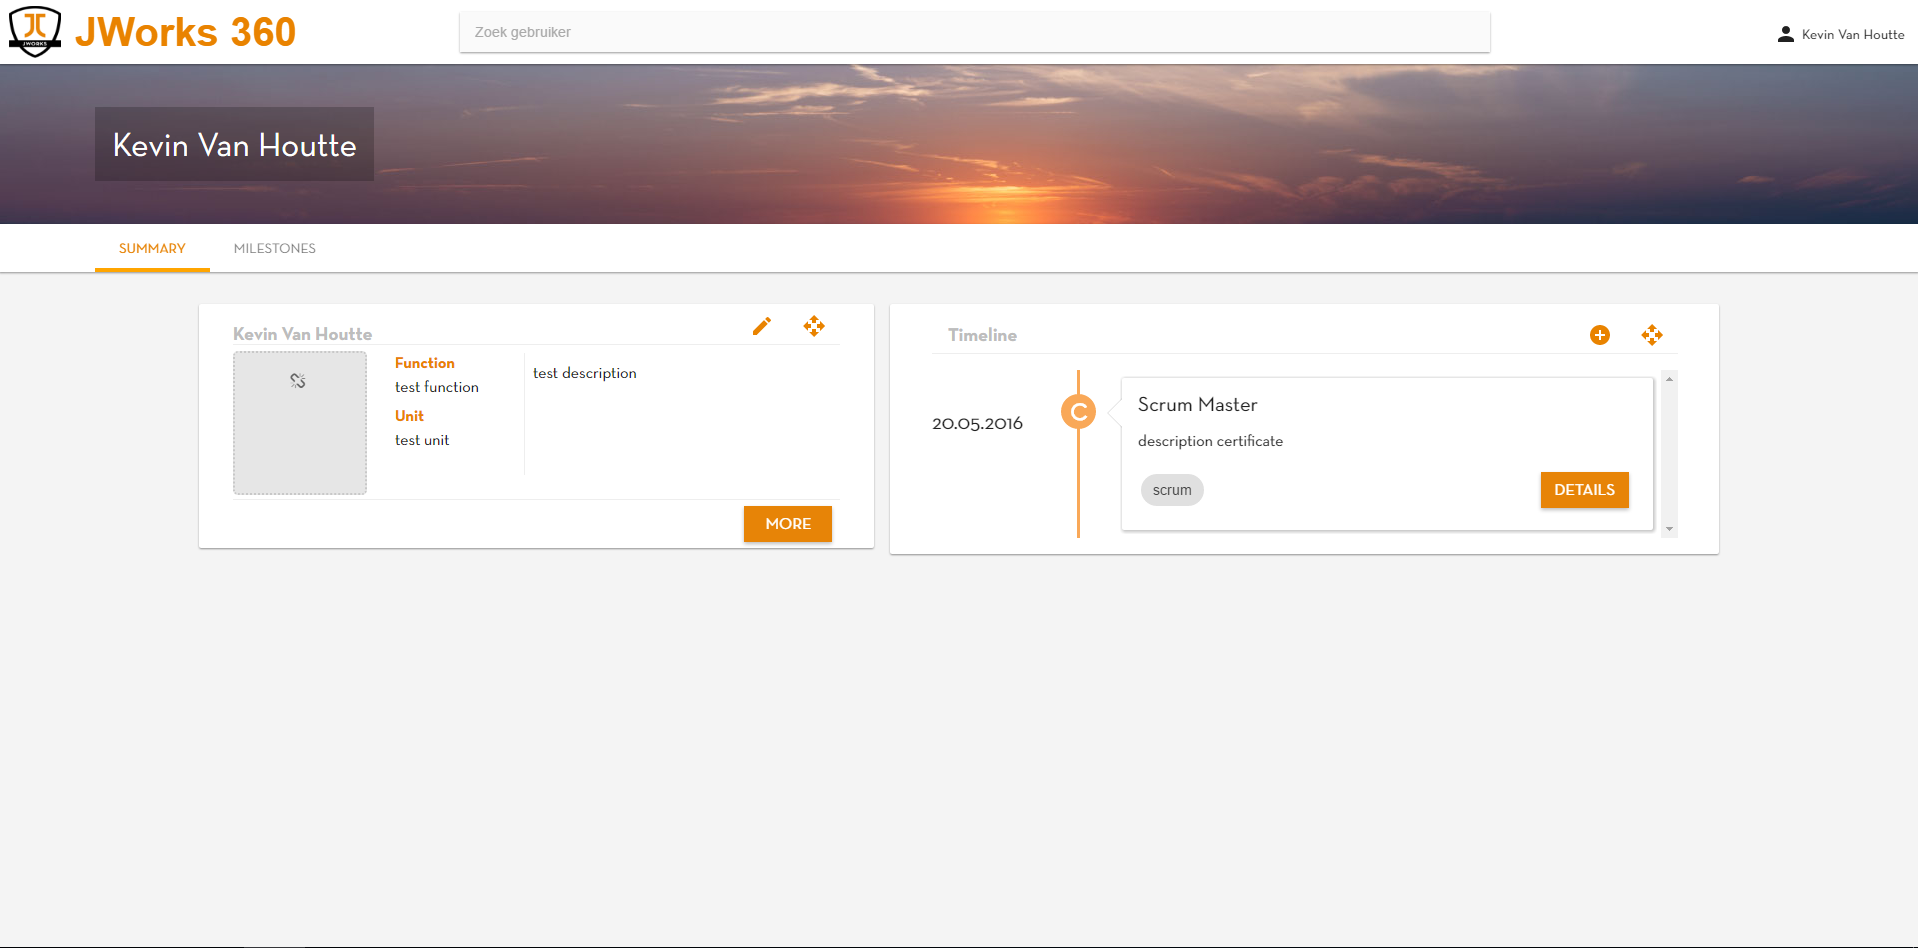 JWORKS
JWorks 360
Zoek gebruiker
Kevin Van Houtte
Kevin Van Houtte
SUMMARY
MILESTONES
Kevin Van Houtte
Function
test function
Unit
test unit
test description
MORE
Timeline
20.05.2016
C
Scrum Master
description certificate
scrum
DETAILS